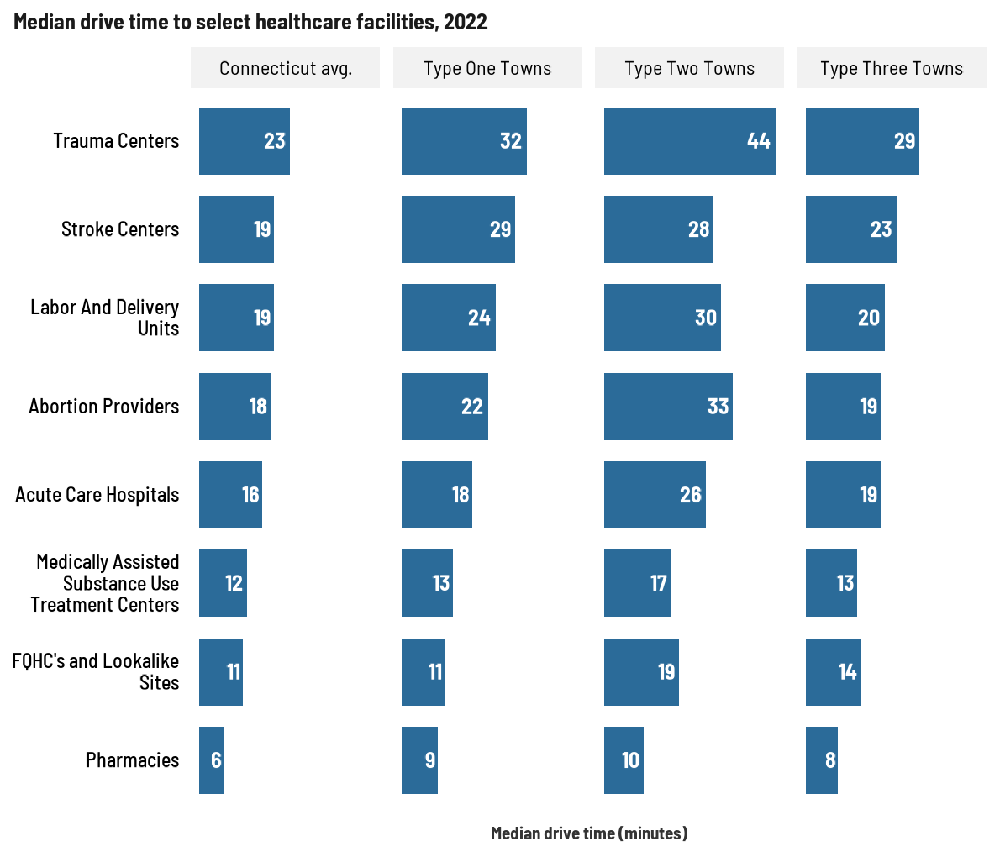 Median drive time to select healthcare facilities, 2022
Connecticut avg.
Type One Towns
Type Two Towns
Type Three Towns
Trauma Centers
23
32
44
29
Stroke Centers
19
29
28
23
Labor And Delivery
Units
19
24
30
20
Abortion Providers
18
22
33
19
Acute Care Hospitals
16
18
26
19
Medically Assisted
Substance Use
Treatment Centers
12
13
17
13
FQHC's and Lookalike
Sites
11
11
19
14
Pharmacies
6
9
10
8
Median drive time (minutes)